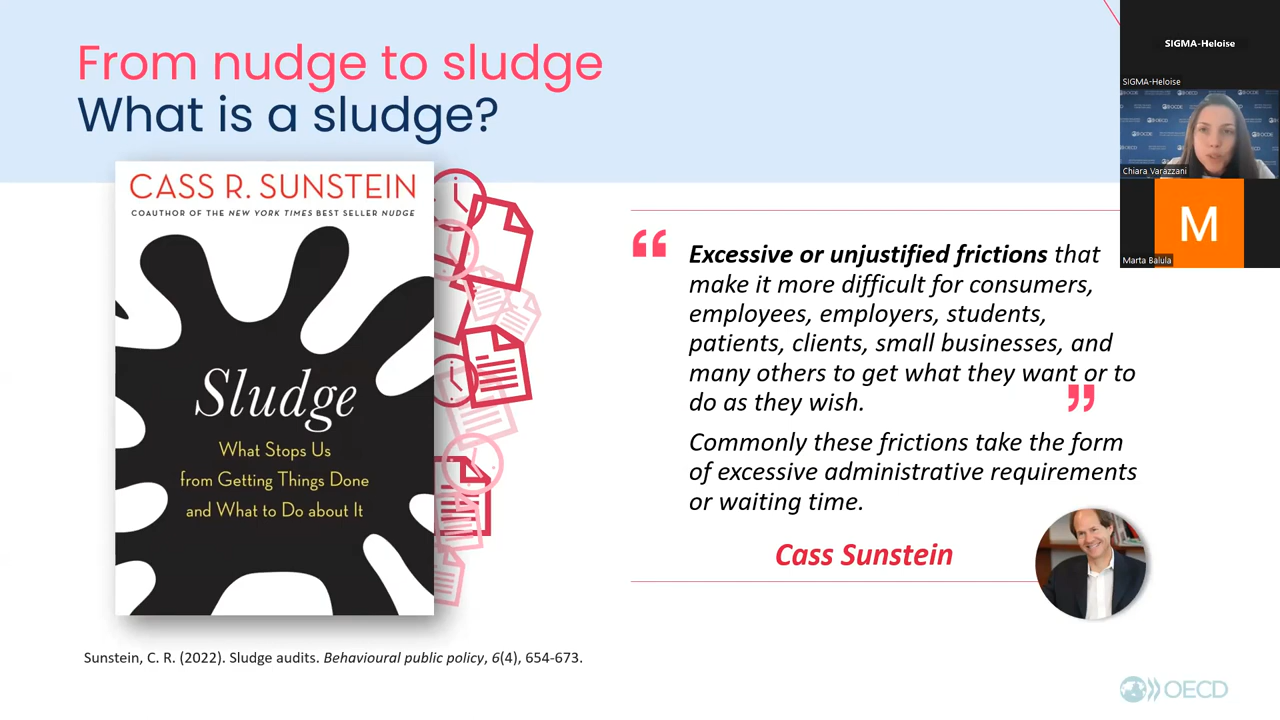 From nudge to sludge
What is a sludge?
CASS R. SUNSTEIN
COAUTHOR OF THE NEW YORK TIMES BEST SELLER NUDGE
Sludge
What Stops Us
from Getting Things Done
and What to Do about It
“
Excessive or unjustified frictions that
make it more difficult for consumers,
employees, employers, students,
patients, clients, small businesses, and
many others to get what they want or to
do as they wish.
”
Commonly these frictions take the form
of excessive administrative requirements
or waiting time.
Cass Sunstein
Sunstein, C. R. (2022). Sludge audits. Behavioural public policy, 6(4), 654-673.
OECD
SIGMA-Heloise
SIGMA-Heloise
Chiara Varazzani
M
Marta Balula